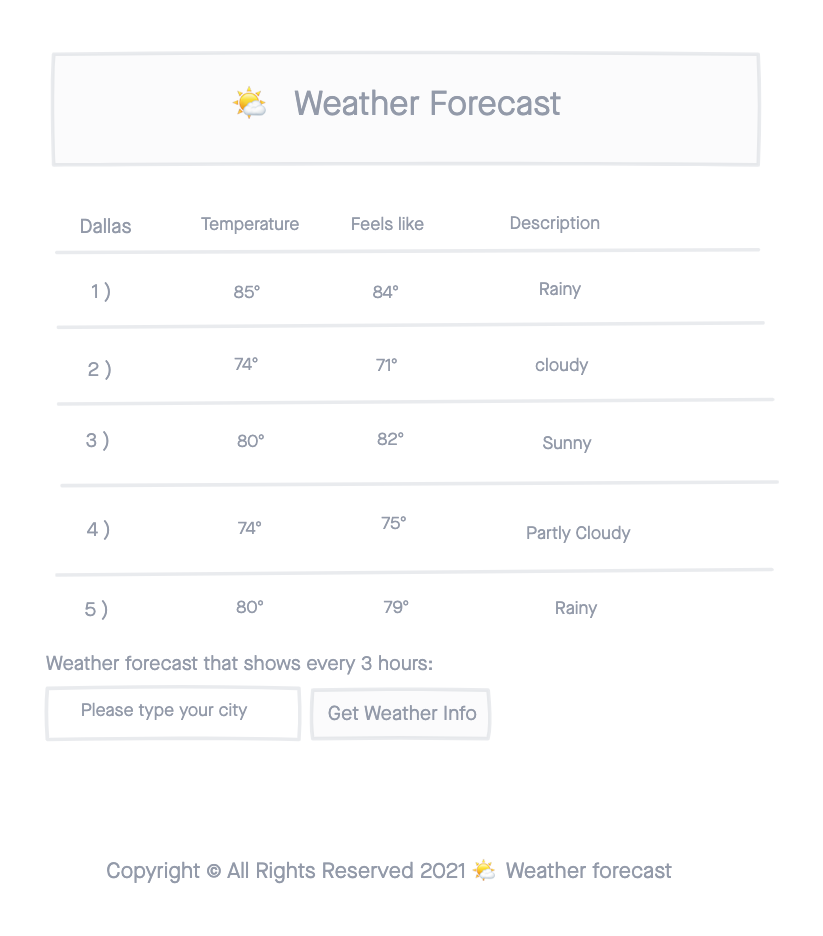 🌤 Weather Forecast
Dallas Temperature Feels like Description
1 ) 85° 84° Rainy
2 ) 74° 71° cloudy
3 ) 80° 82° Sunny
4 ) 74° 75° Partly Cloudy
5 ) 80° 79° Rainy
Weather forecast that shows every 3 hours:
Please type your city Get Weather Info
Copyright © All Rights Reserved 2021 🌤 Weather forecast